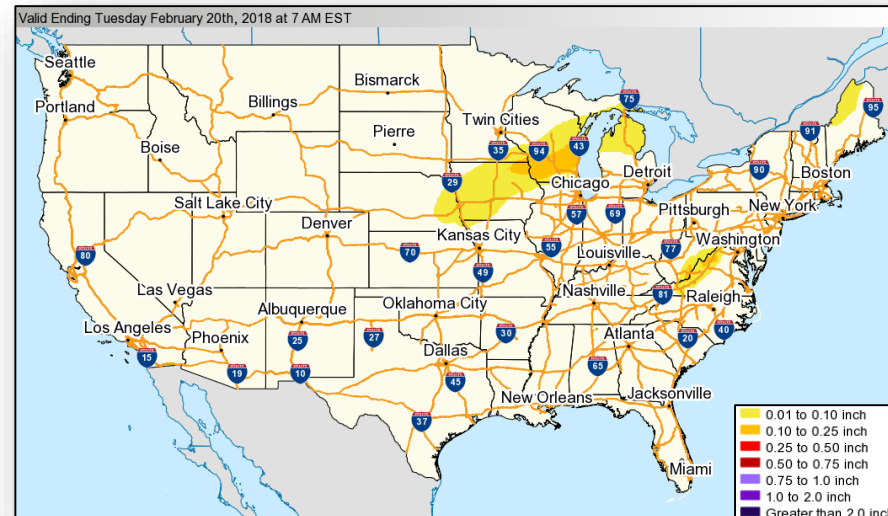 Valid Ending Tuesday February 20th, 2018 at 7 AM EST
Seattle
75
95
Bismarck
Portland
Billings
Twin Cities
91
Pierre
35
94
43
Boise
90
Boston
29
Detroit
Chicago
Salt Lake City
Pittsburgh
New York
57
69
Denver
Kansas City
Washington
80
70
55
77
Louisville
49
Las Vegas
81
Nashville
Raleigh
Oklahoma City
Albuquerque
Los Angeles
Phoenix
25
27
30
Atlanta
20
40
15
Dallas
19
10
45
65
New Orleans
Jacksonville
37
Miami
0.01 to 0.10 inch
0.10 to 0.25 inch
0.25 to 0.50 inch
0.50 to 0.75 inch
0.75 to 1.0 inch
1.0 to 2.0 inch
Greater than 2.0 inch